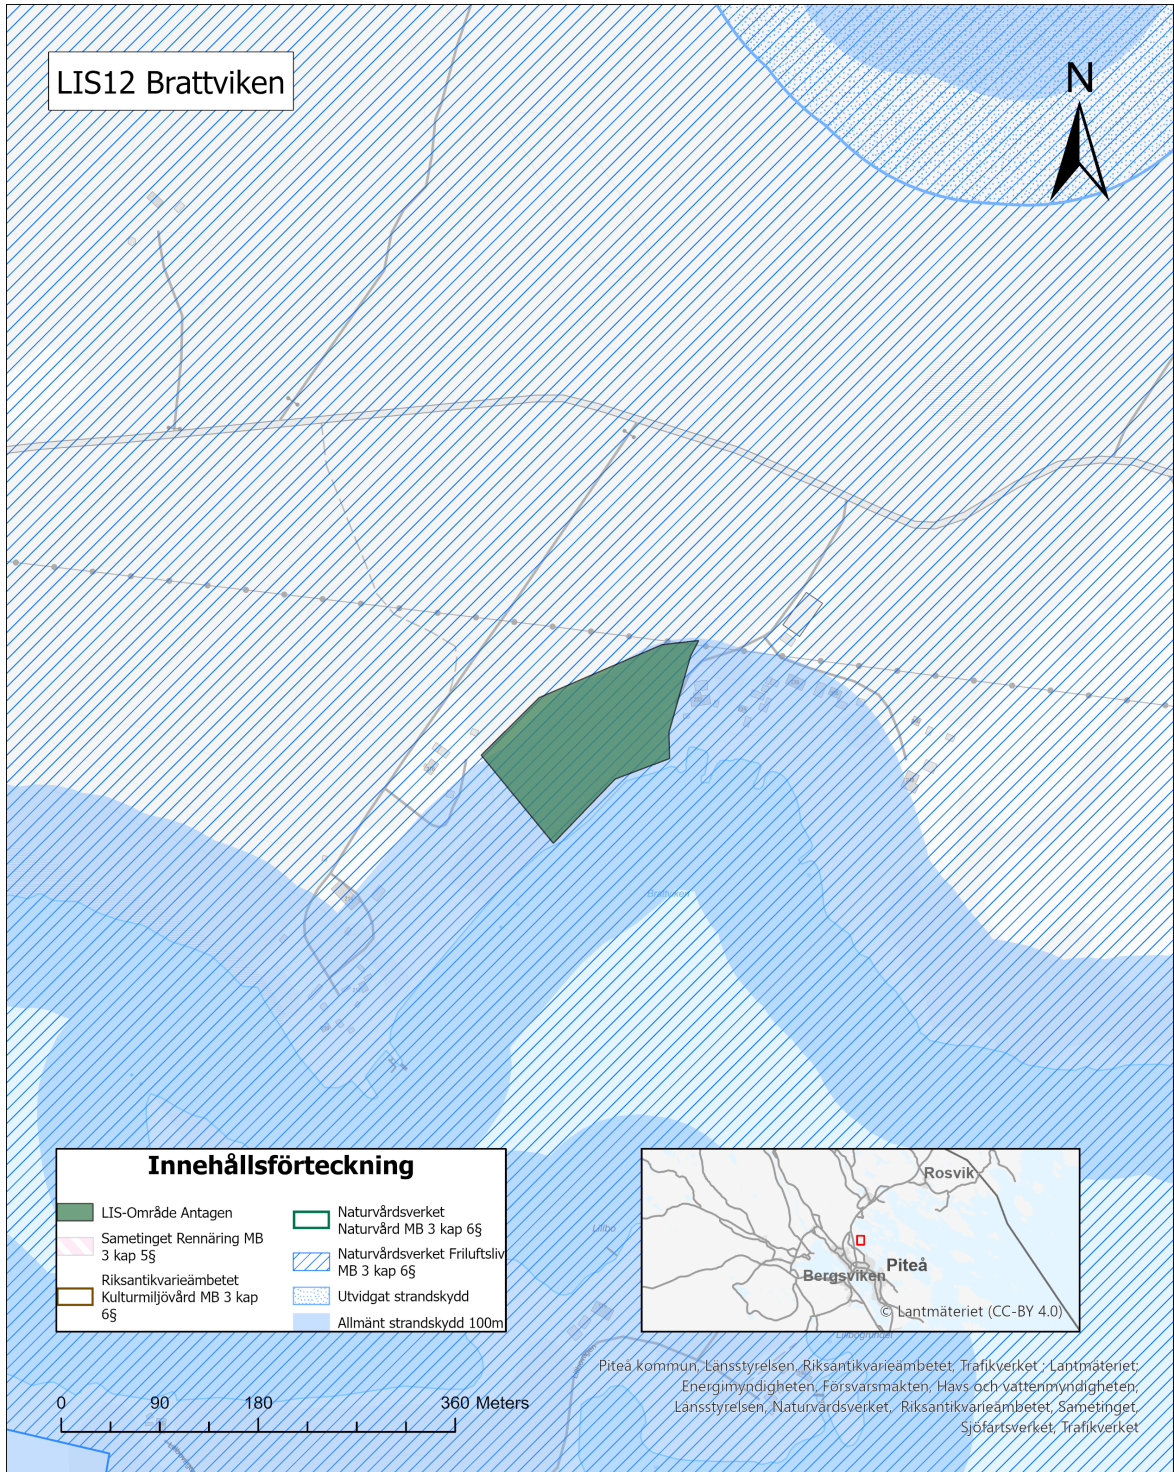 LIS12 Brattviken
N
Brattviken
Innehållsförteckning
LIS-Område Antagen
Sametinget Rennäring MB
3 kap 5§
Riksantikvarieämbetet
Kulturmiljövård MB 3 kap
6§
Naturvårdsverket
Naturvård MB 3 kap 6§
Naturvårdsverket Friluftsliv
MB 3 kap 6§
Utvidgat strandskydd
Allmänt strandskydd 100m
Lillbo
Rosvik
Piteå
Bergsviken
© Lantmäteriet (CC-BY 4.0)
Lillbogrundet
Piteå kommun, Länsstyrelsen, Riksantikvarieämbetet, Trafikverket ; Lantmäteriet;
Energimyndigheten, Försvarsmakten, Havs och vattenmyndigheten,
Länsstyrelsen, Naturvårdsverket, Riksantikvarieämbetet, Sametinget,
Sjöfartsverket, Trafikverket
0 90 180 360 Meters